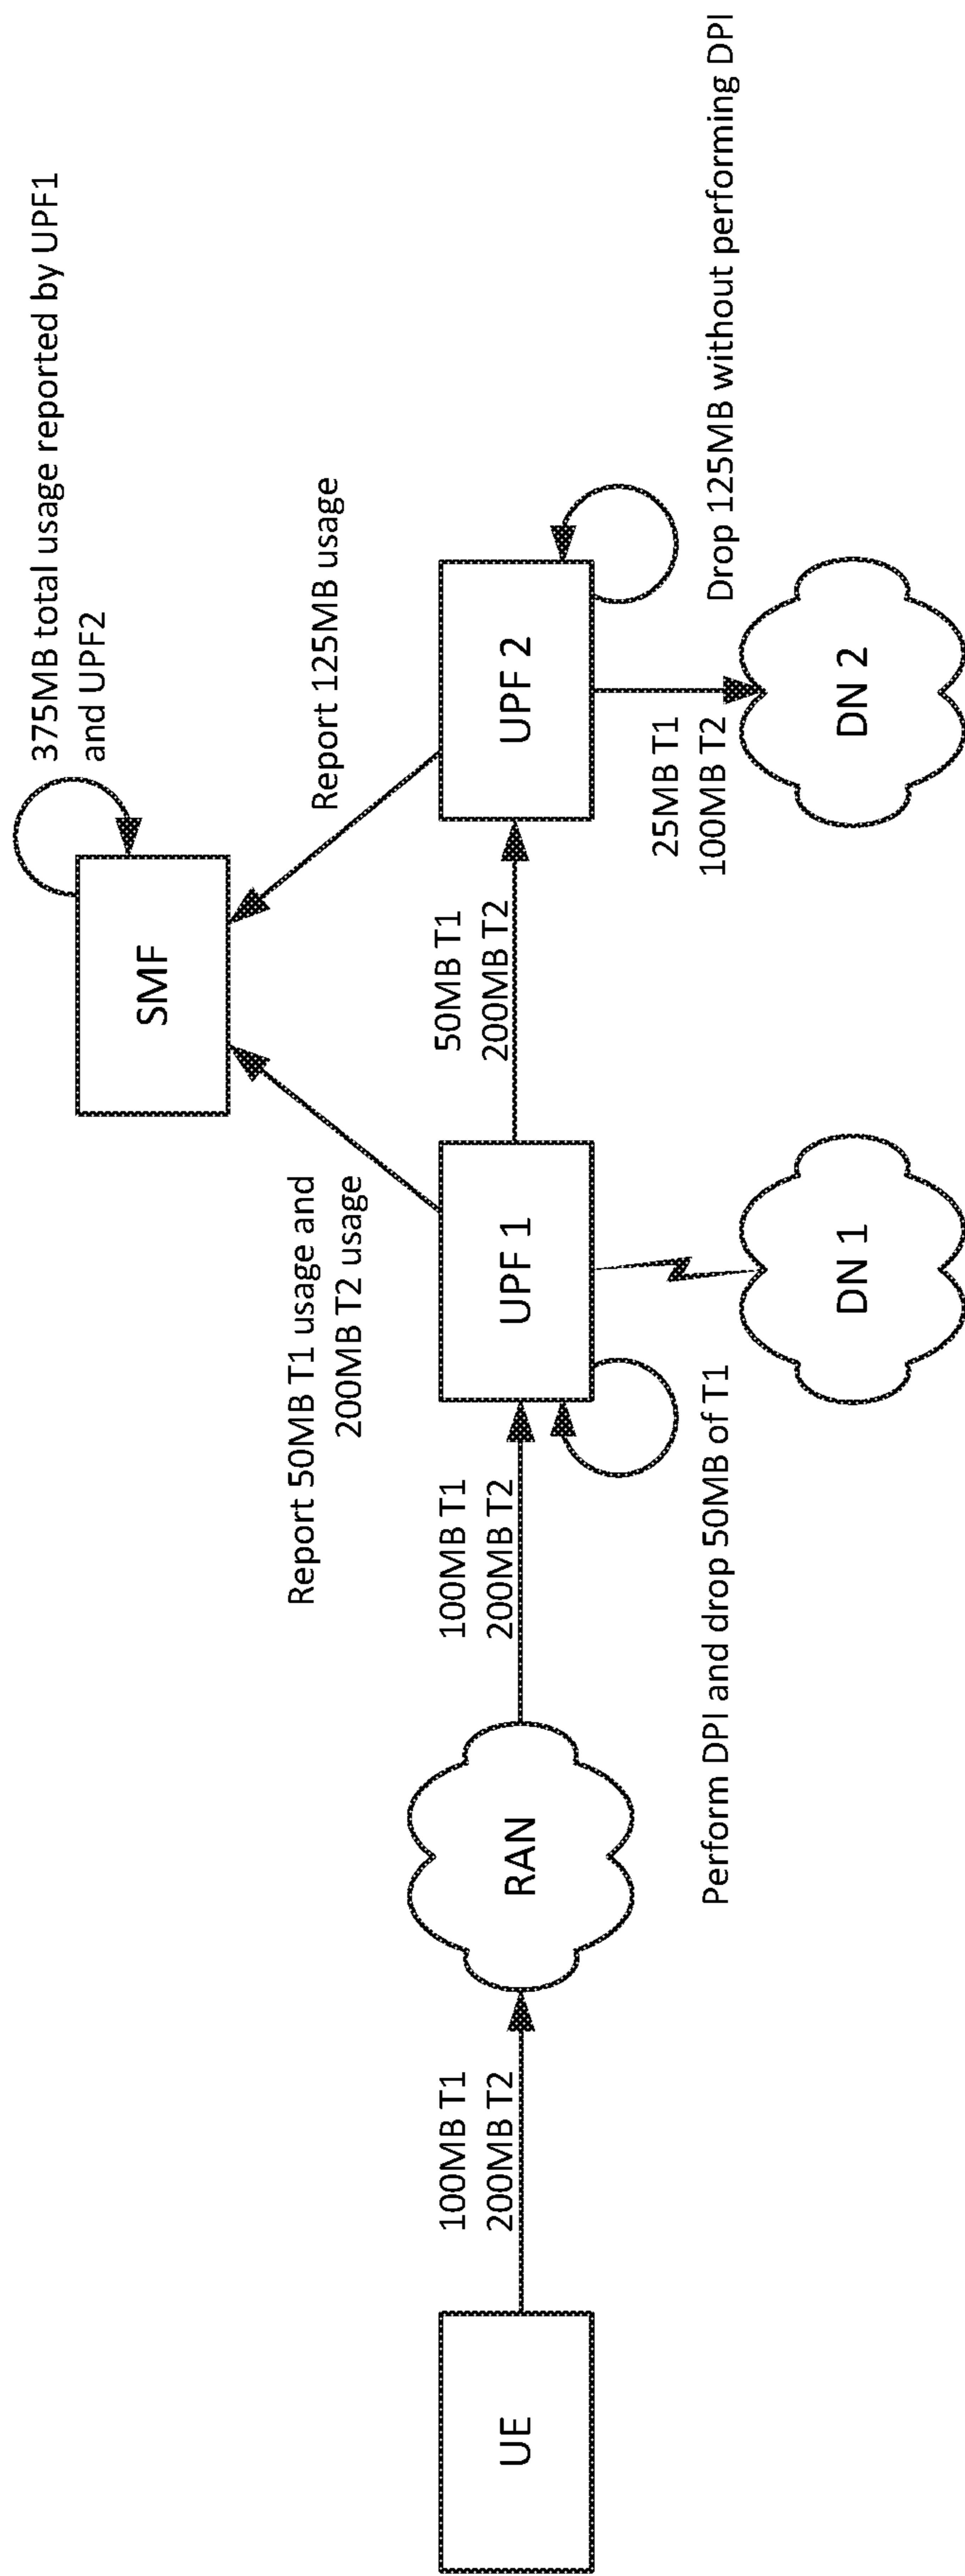 375MB total usage reported by UPF1
and UPF2
SMF
Report 50MB T1 usage and
200MB T2 usage
Report 125MB usage
UE
100MB T1
200MB T2
RAN
100MB T1
200MB T2
UPF 1
50MB T1
200MB T2
UPF 2
Perform DPI and drop 50MB of T1
25MB T1
100MB T2
Drop 125MB without performing DPI
DN 1
DN 2